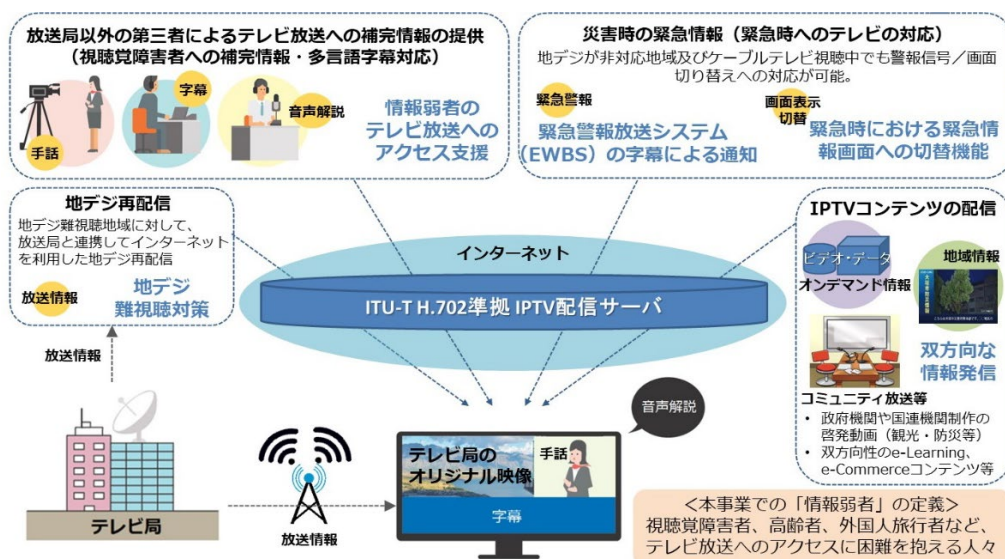 放送局以外の第三者によるテレビ放送への補完情報の提供
（視聴覚障害者への補完情報・多言語字幕対応）
手話
字幕
音声解説
情報弱者の
テレビ放送への
アクセス支援
災害時の緊急情報（緊急時へのテレビの対応）
地デジが非対応地域及びケーブルテレビ視聴中でも警報信号／画面
切り替えへの対応が可能。
緊急警報
緊急警報放送システム
（EWBS）の字幕による通知
画面表示
切替
緊急時における緊急情
報画面への切替機能
地デジ再配信
地デジ難視聴地域に対して、
放送局と連携してインターネット
を利用した地デジ再配信
放送情報
地デジ
難視聴対策
放送情報
インターネット
ITU-T H.702準拠 IPTV配信サーバ
IPTVコンテンツの配信
ビデオ・データ
オンデマンド情報
地域情報
双方向な
情報発信
コミュニティ放送等
• 政府機関や国連機関制作の
啓発動画（観光・防災等）
• 双方向性のe-Learning、
e-Commerceコンテンツ等
テレビ局
放送情報
テレビ局の
オリジナル映像
手話
字幕
音声解説
＜本事業での「情報弱者」の定義＞
視聴覚障害者、高齢者、外国人旅行者など、
テレビ放送へのアクセスに困難を抱える人々